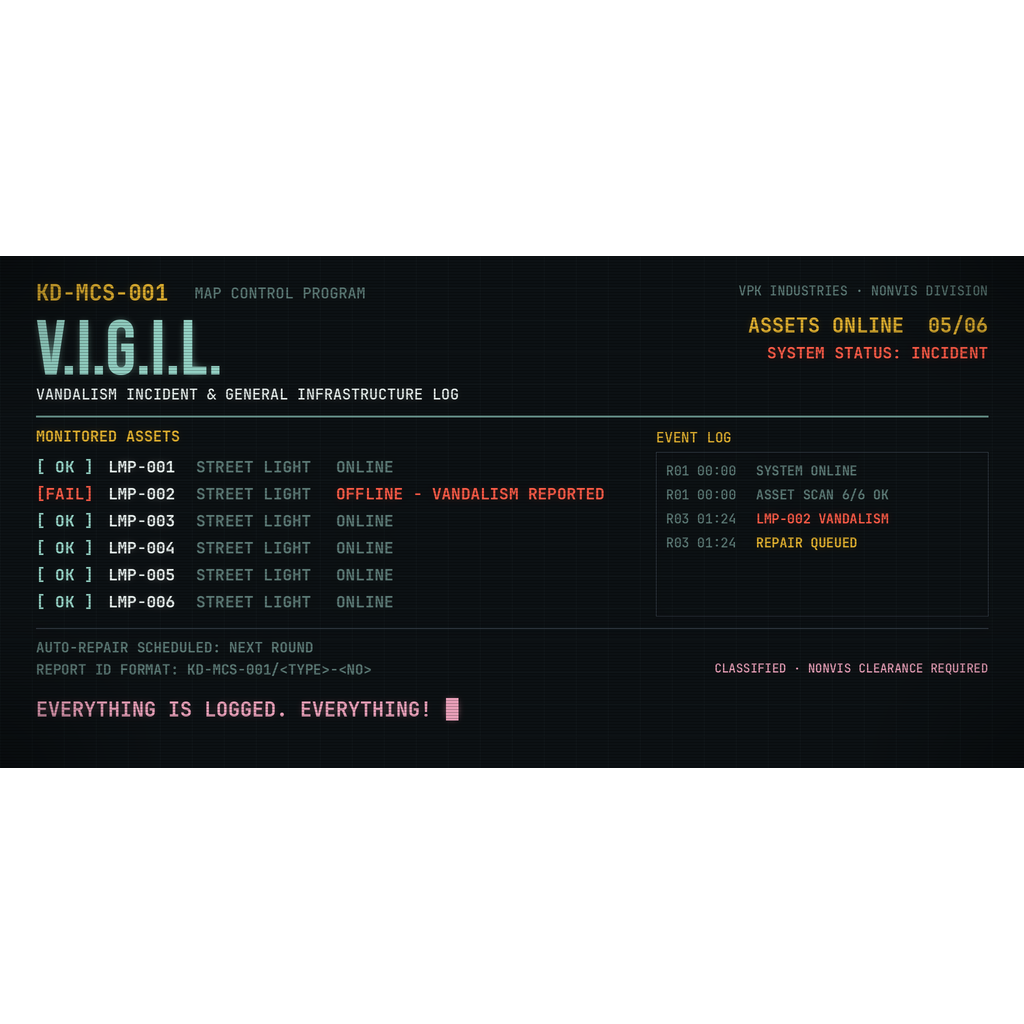 KD-MCS-001 MAP CONTROL PROGRAM
VPK INDUSTRIES · NONVIS DIVISION
V.I.G.I.L.
ASSETS ONLINE 05/06
SYSTEM STATUS: INCIDENT
VANDALISM INCIDENT & GENERAL INFRASTRUCTURE LOG
MONITORED ASSETS
[ OK ] LMP-001 STREET LIGHT ONLINE
[FAIL] LMP-002 STREET LIGHT OFFLINE - VANDALISM REPORTED
[ OK ] LMP-003 STREET LIGHT ONLINE
[ OK ] LMP-004 STREET LIGHT ONLINE
[ OK ] LMP-005 STREET LIGHT ONLINE
[ OK ] LMP-006 STREET LIGHT ONLINE
EVENT LOG
R01 00:00 SYSTEM ONLINE
R01 00:00 ASSET SCAN 6/6 OK
R03 01:24 LMP-002 VANDALISM
R03 01:24 REPAIR QUEUED
AUTO-REPAIR SCHEDULED: NEXT ROUND
REPORT ID FORMAT: KD-MCS-001/<TYPE>-<NO>
CLASSIFIED · NONVIS CLEARANCE REQUIRED
EVERYTHING IS LOGGED. EVERYTHING!